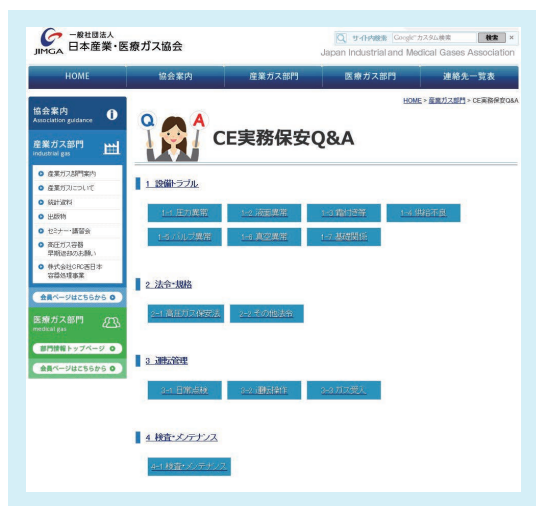 一般社団法人
JIMGA 日本産業・医療ガス協会
サイト内検索 Google カスタム検索 検索 ×
Japan Industrial and Medical Gases Association
HOME 協会案内 産業ガス部門 医療ガス部門 連絡先一覧表
HOME > 産業ガス部門 > CE実務保安Q&A
協会案内
Association guidance
産業ガス部門
industrial gas
産業ガス部門案内
産業ガスについて
統計資料
出版物
セミナー・講習会
高圧ガス容器
早期返却のお願い
株式会社CRC西日本
容器処理事業
会員ページはこちらから
医療ガス部門
medical gas
部門情報トップページ
会員ページはこちらから
Q A
CE実務保安Q&A
1 設備トラブル
1-1 圧力異常 1-2 液面異常 1-3 霜付き等 1-4 供給不良
1-5 バルブ異常 1-6 真空異常 1-7 基礎関係
2 法令・規格
2-1 高圧ガス保安法 2-2 その他法令
3 運転管理
3-1 日常点検 3-2 運転操作 3-3 ガス受入
4 検査・メンテナンス
4-1 検査・メンテナンス